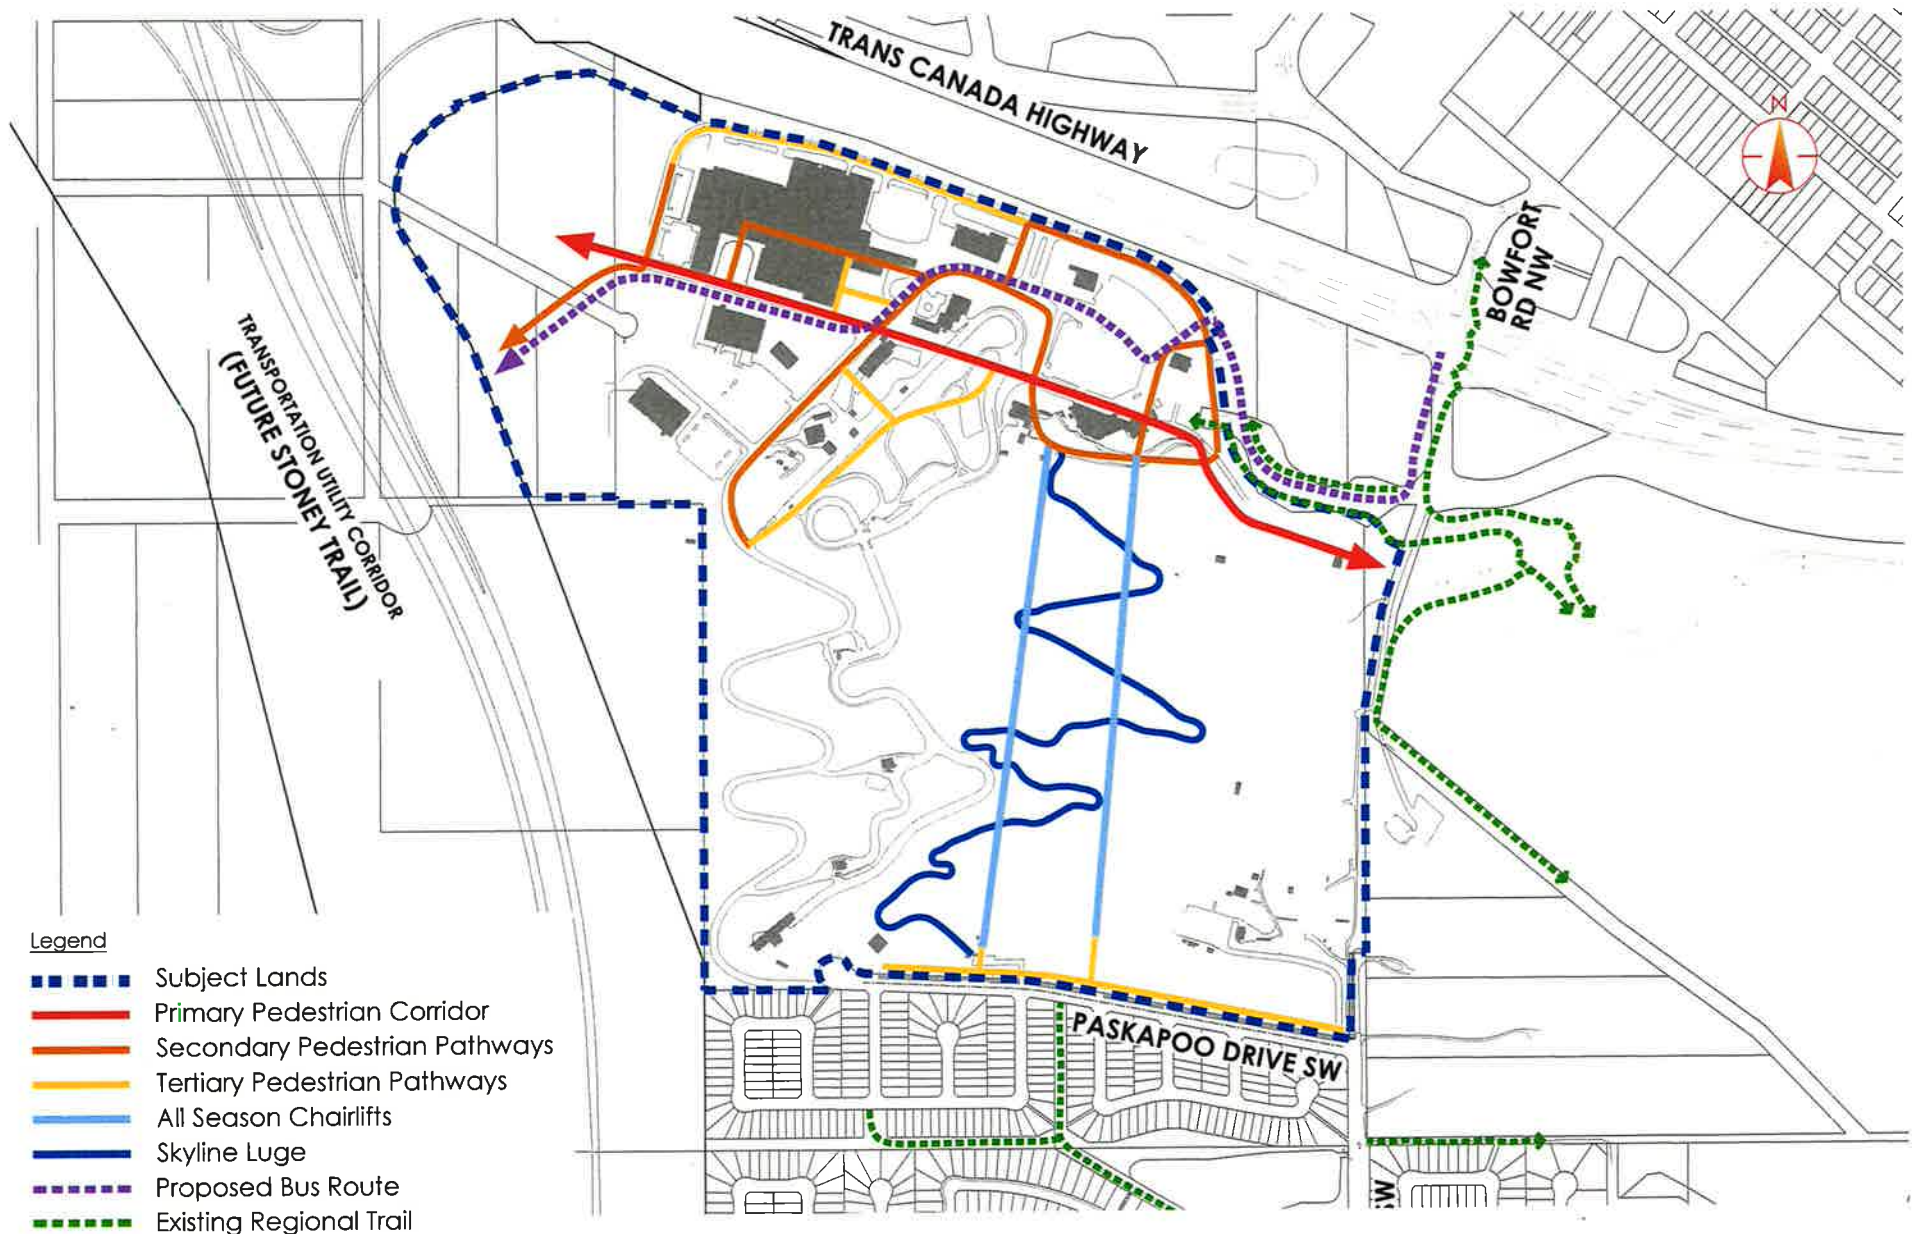 TRANS CANADA HIGHWAY
N
BOWFORT
RD NW
TRANSPORTATION UTILITY CORRIDOR
(FUTURE STONEY TRAIL)
PASKAPOO DRIVE SW
SW
Legend
Subject Lands
Primary Pedestrian Corridor
Secondary Pedestrian Pathways
Tertiary Pedestrian Pathways
All Season Chairlifts
Skyline Luge
Proposed Bus Route
Existing Regional Trail